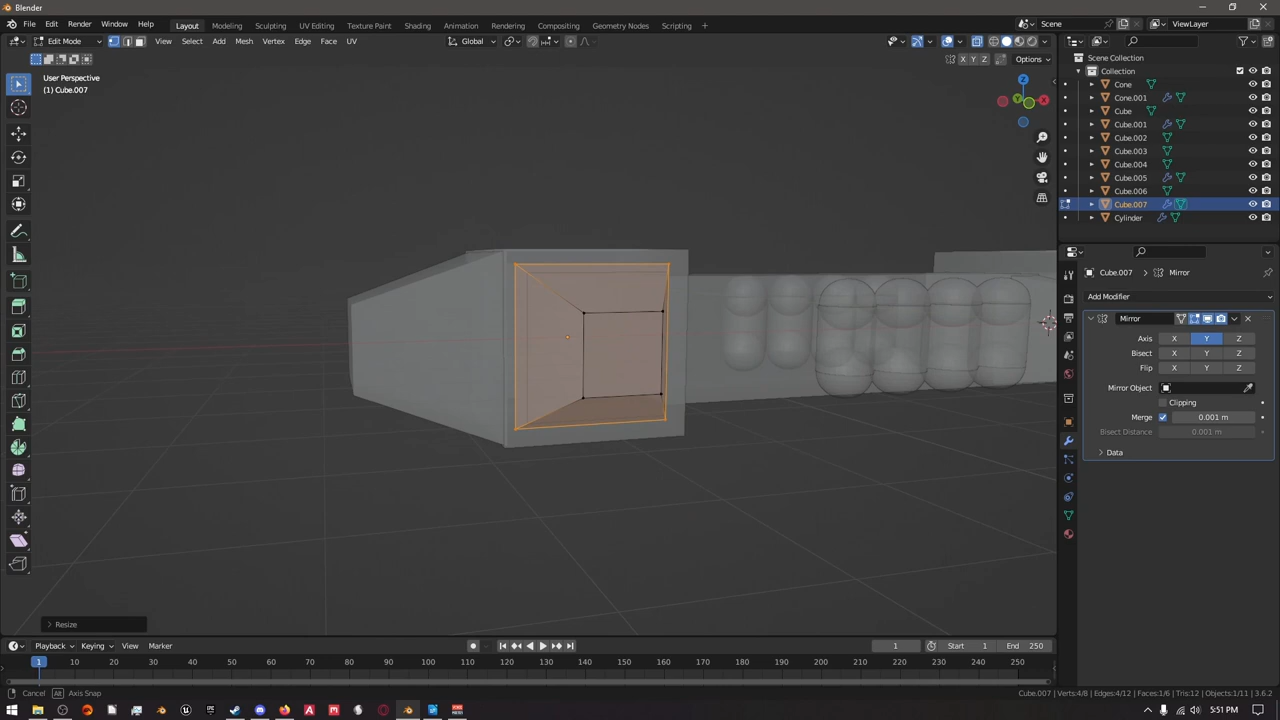 Blender
File Edit Render Window Help Layout Modeling Sculpting UV Editing Texture Paint Shading Animation Rendering Compositing Geometry Nodes Scripting + Scene ViewLayer
Edit Mode View Select Add Mesh Vertex Edge Face UV Global
X Y Z Options
User Perspective
(1) Cube.007
Z
X
Y
Scene Collection
Collection
Cone
Cone.001
Cube
Cube.001
Cube.002
Cube.003
Cube.004
Cube.005
Cube.006
Cube.007
Cylinder
Cube.007 > Mirror
Add Modifier
Mirror
Axis X Y Z
Bisect X Y Z
Flip X Y Z
Mirror Object
Clipping
Merge 0.001 m
Bisect Distance 0.001 m
Data
Resize
Playback Keying View Marker 1 Start 1 End 250
1 10 20 30 40 50 60 70 80 90 100 110 120 130 140 150 160 170 180 190 200 210 220 230 240 250
Cancel Alt Axis Snap Cube.007 | Verts:4/8 | Edges:4/12 | Faces:1/6 | Tris:12 | Objects:1/11 | 3.6.2
5:51 PM